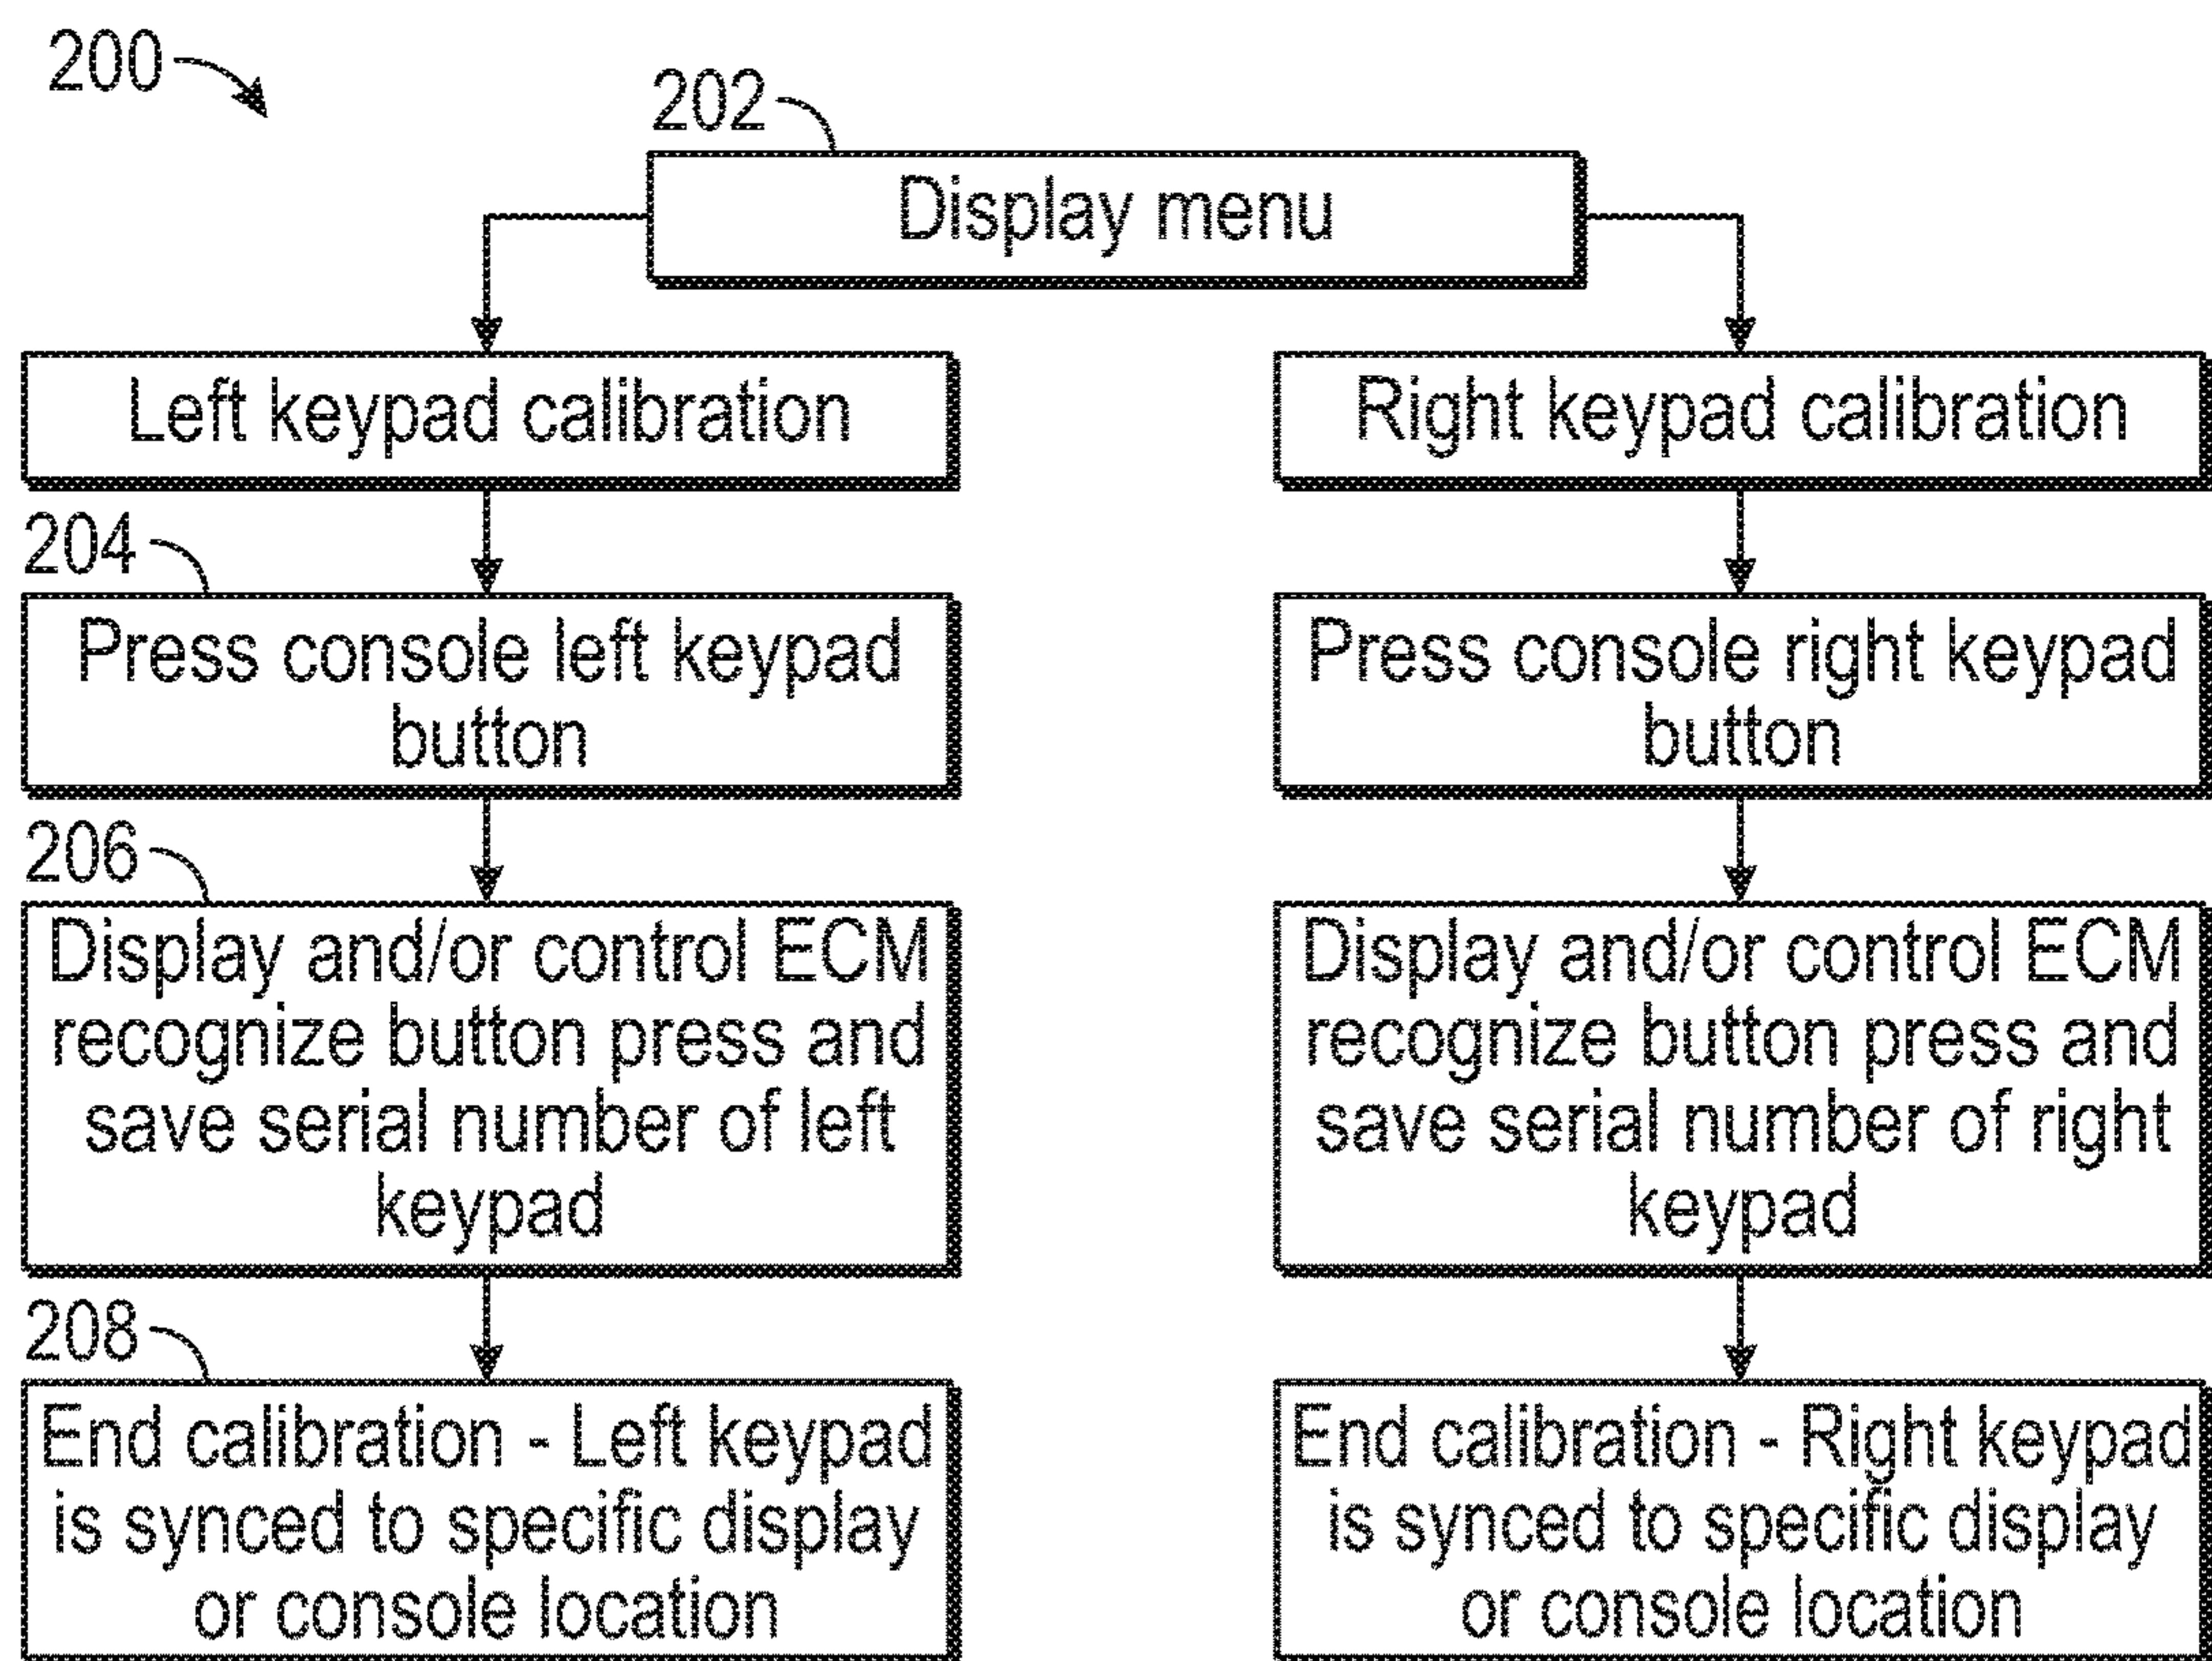 200
202
Display menu
Left keypad calibration
204
Press console left keypad
button
206
Display and/or control ECM
recognize button press and
save serial number of left
keypad
208
End calibration - Left keypad
is synced to specific display
or console location
Right keypad calibration
Press console right keypad
button
Display and/or control ECM
recognize button press and
save serial number of right
keypad
End calibration - Right keypad
is synced to specific display
or console location